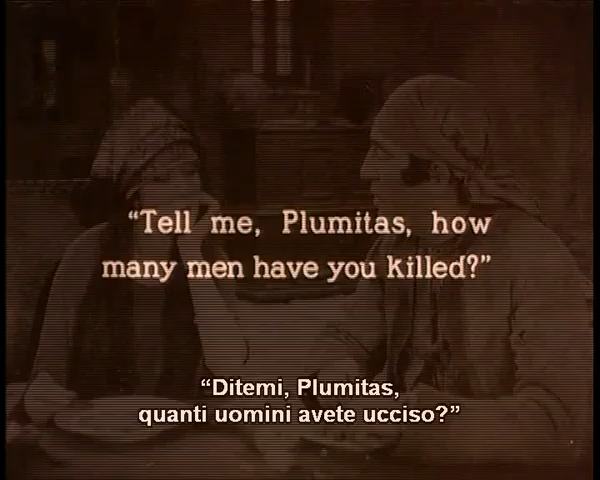 “Tell me, Plumitas, how
many men have you killed?”
“Ditemi, Plumitas,
quanti uomini avete ucciso?”